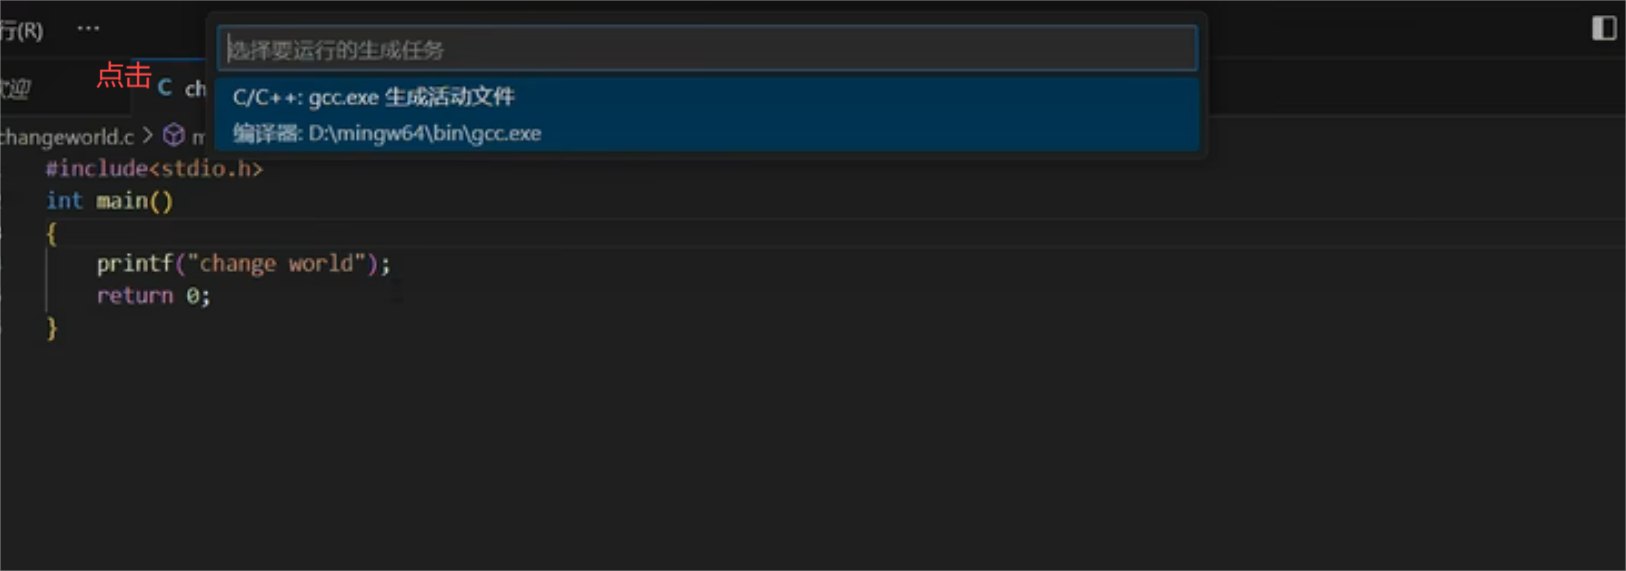 行(R) ···
选择要运行的生成任务
欢迎 点击 C ch
C/C++: gcc.exe 生成活动文件
编译器: D:\mingw64\bin\gcc.exe
changeworld.c > m
#include<stdio.h>
int main()
{
printf("change world");
return 0;
}